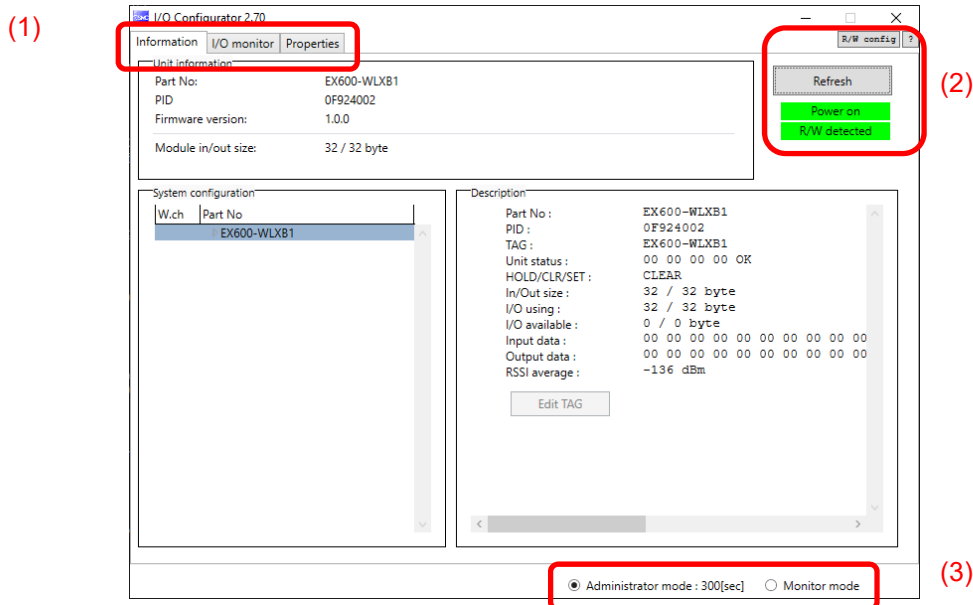 (1)
I/O Configurator 2.70
Information I/O monitor Properties
R/W config ?
(2)
Unit information
Part No: EX600-WLXB1
PID 0F924002
Firmware version: 1.0.0
Module in/out size: 32 / 32 byte
Refresh
Power on
R/W detected
System configuration
W.ch Part No
EX600-WLXB1
Description
Part No : EX600-WLXB1
PID : 0F924002
TAG : EX600-WLXB1
Unit status : 00 00 00 00 OK
HOLD/CLR/SET : CLEAR
In/Out size : 32 / 32 byte
I/O using : 32 / 32 byte
I/O available : 0 / 0 byte
Input data : 00 00 00 00 00 00 00 00 00 00
Output data : 00 00 00 00 00 00 00 00 00 00
RSSI average : -136 dBm
Edit TAG
(3)
Administrator mode : 300[sec] Monitor mode